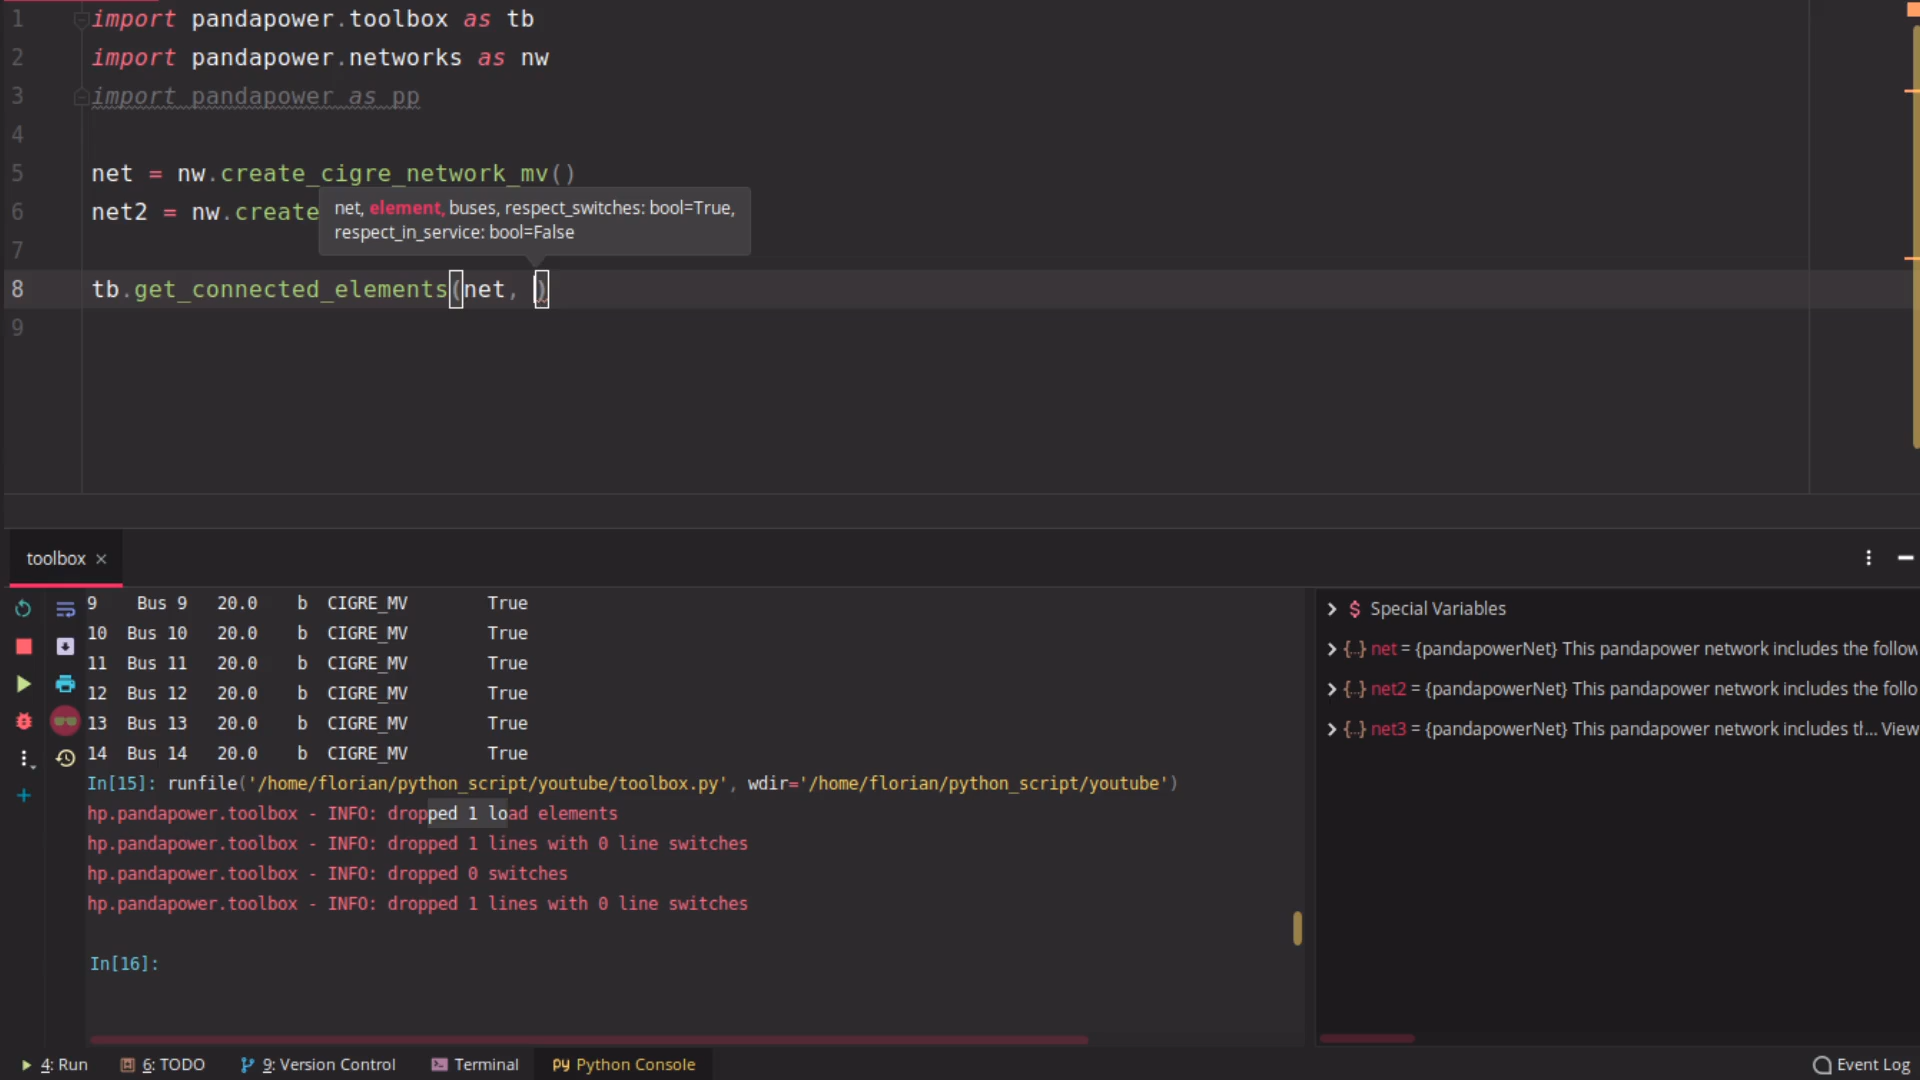 1 import pandapower.toolbox as tb
2 import pandapower.networks as nw
3 import pandapower as pp
4
5 net = nw.create_cigre_network_mv()
net, element, buses, respect_switches: bool=True,
6 net2 = nw.create
respect_in_service: bool=False
7
8 tb.get_connected_elements(net, )
9
toolbox ×
9 Bus 9 20.0 b CIGRE_MV True
10 Bus 10 20.0 b CIGRE_MV True
11 Bus 11 20.0 b CIGRE_MV True
12 Bus 12 20.0 b CIGRE_MV True
13 Bus 13 20.0 b CIGRE_MV True
14 Bus 14 20.0 b CIGRE_MV True
In[15]: runfile('/home/florian/python_script/youtube/toolbox.py', wdir='/home/florian/python_script/youtube')
hp.pandapower.toolbox - INFO: dropped 1 load elements
hp.pandapower.toolbox - INFO: dropped 1 lines with 0 line switches
hp.pandapower.toolbox - INFO: dropped 0 switches
hp.pandapower.toolbox - INFO: dropped 1 lines with 0 line switches
In[16]:
Special Variables
{..} net = {pandapowerNet} This pandapower network includes the follow
{..} net2 = {pandapowerNet} This pandapower network includes the follo
{..} net3 = {pandapowerNet} This pandapower network includes tl... View
4: Run 6: TODO 9: Version Control Terminal Python Console Event Log